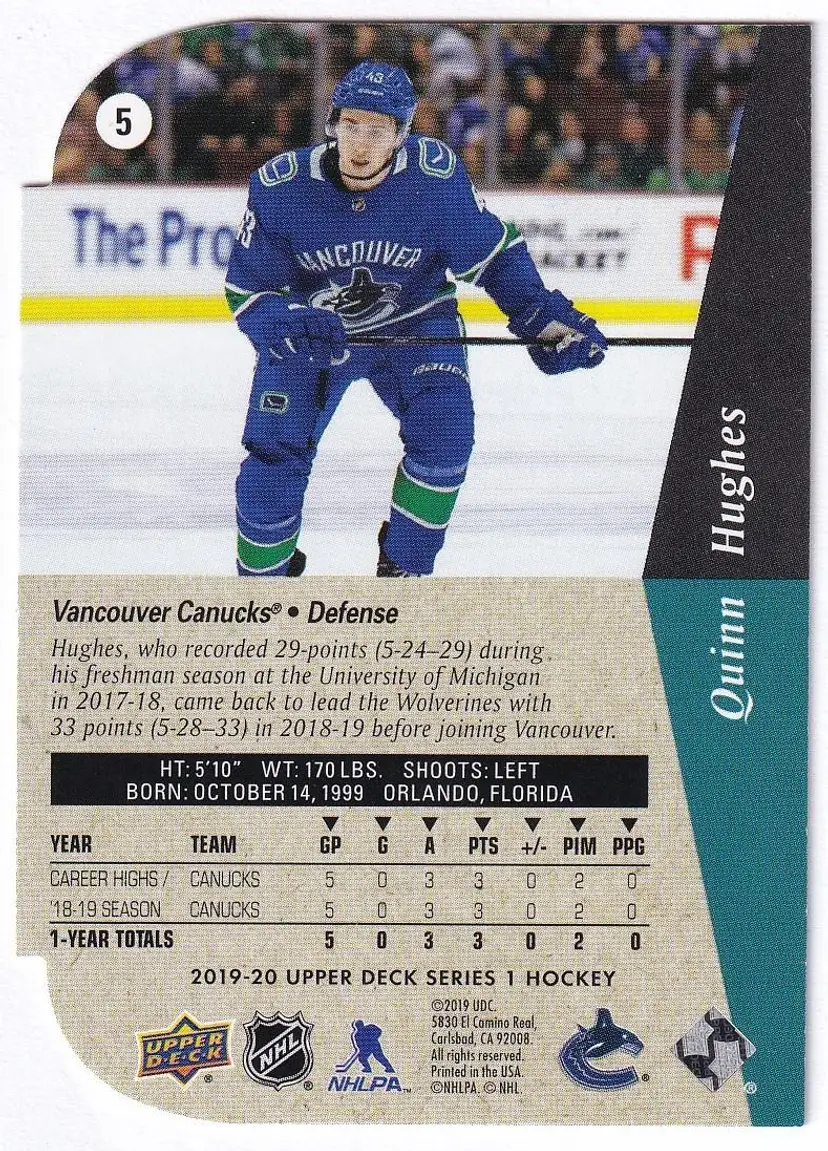 5
43
The Pro
VANCOUVER
BAUER
Quinn Hughes
Vancouver Canucks® • Defense
Hughes, who recorded 29-points (5-24–29) during
his freshman season at the University of Michigan
in 2017-18, came back to lead the Wolverines with
33 points (5-28–33) in 2018-19 before joining Vancouver.
HT: 5'10" WT: 170 LBS. SHOOTS: LEFT
BORN: OCTOBER 14, 1999 ORLANDO, FLORIDA
YEAR TEAM GP G A PTS +/- PIM PPG
CAREER HIGHS / CANUCKS 5 0 3 3 0 2 0
'18-19 SEASON CANUCKS 5 0 3 3 0 2 0
1-YEAR TOTALS 5 0 3 3 0 2 0
2019-20 UPPER DECK SERIES 1 HOCKEY
UPPER DECK ®
NHL ®
NHLPA™
©2019 UDC.
5830 El Camino Real,
Carlsbad, CA 92008.
All rights reserved.
Printed in the USA.
©NHLPA. © NHL.
®
®